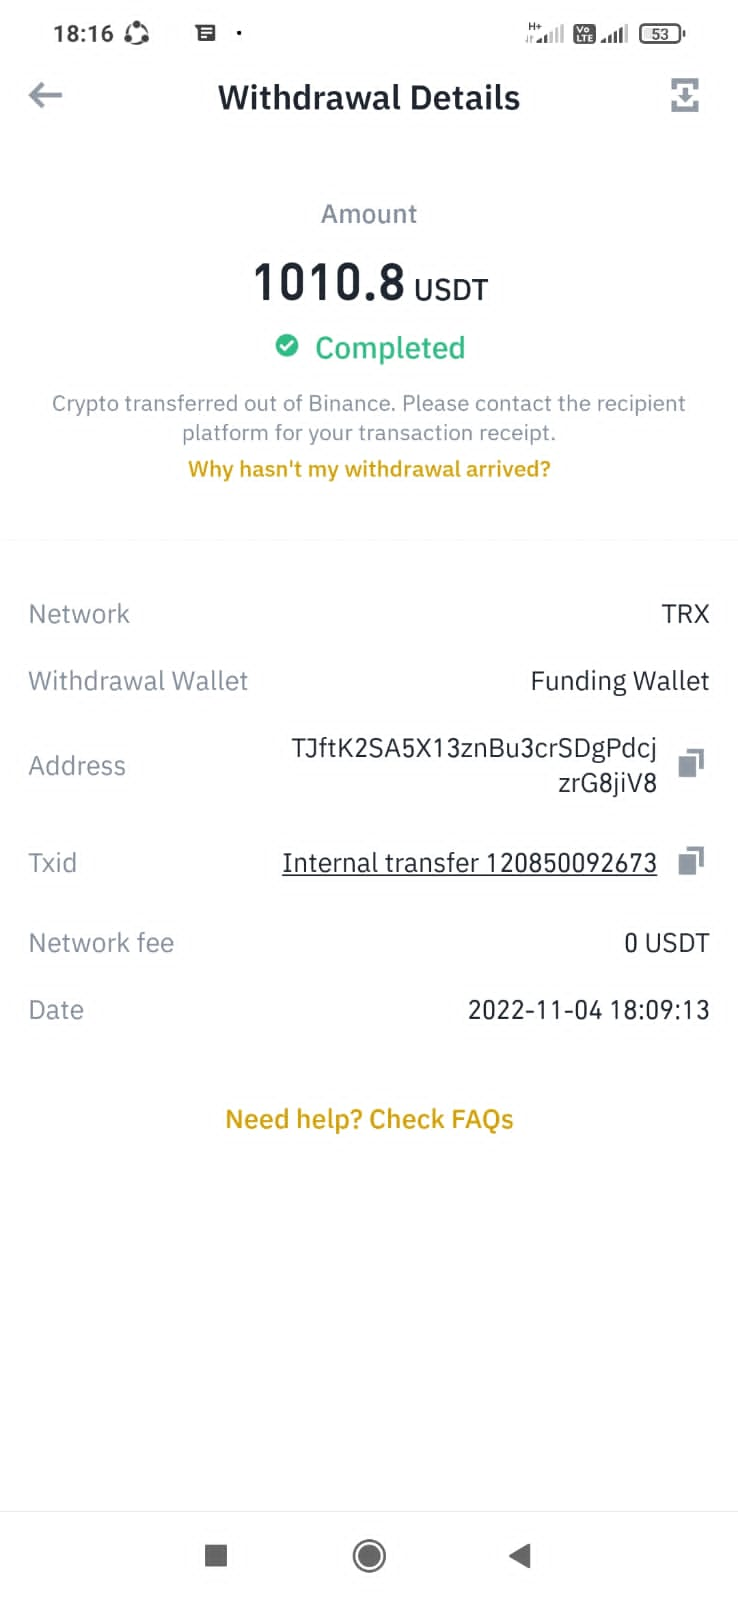 18:16
H+
Vo
LTE
53
Withdrawal Details
Amount
1010.8 USDT
Completed
Crypto transferred out of Binance. Please contact the recipient
platform for your transaction receipt.
Why hasn't my withdrawal arrived?
Network TRX
Withdrawal Wallet Funding Wallet
Address TJftK2SA5X13znBu3crSDgPdcj
zrG8jiV8
Txid Internal transfer 120850092673
Network fee 0 USDT
Date 2022-11-04 18:09:13
Need help? Check FAQs